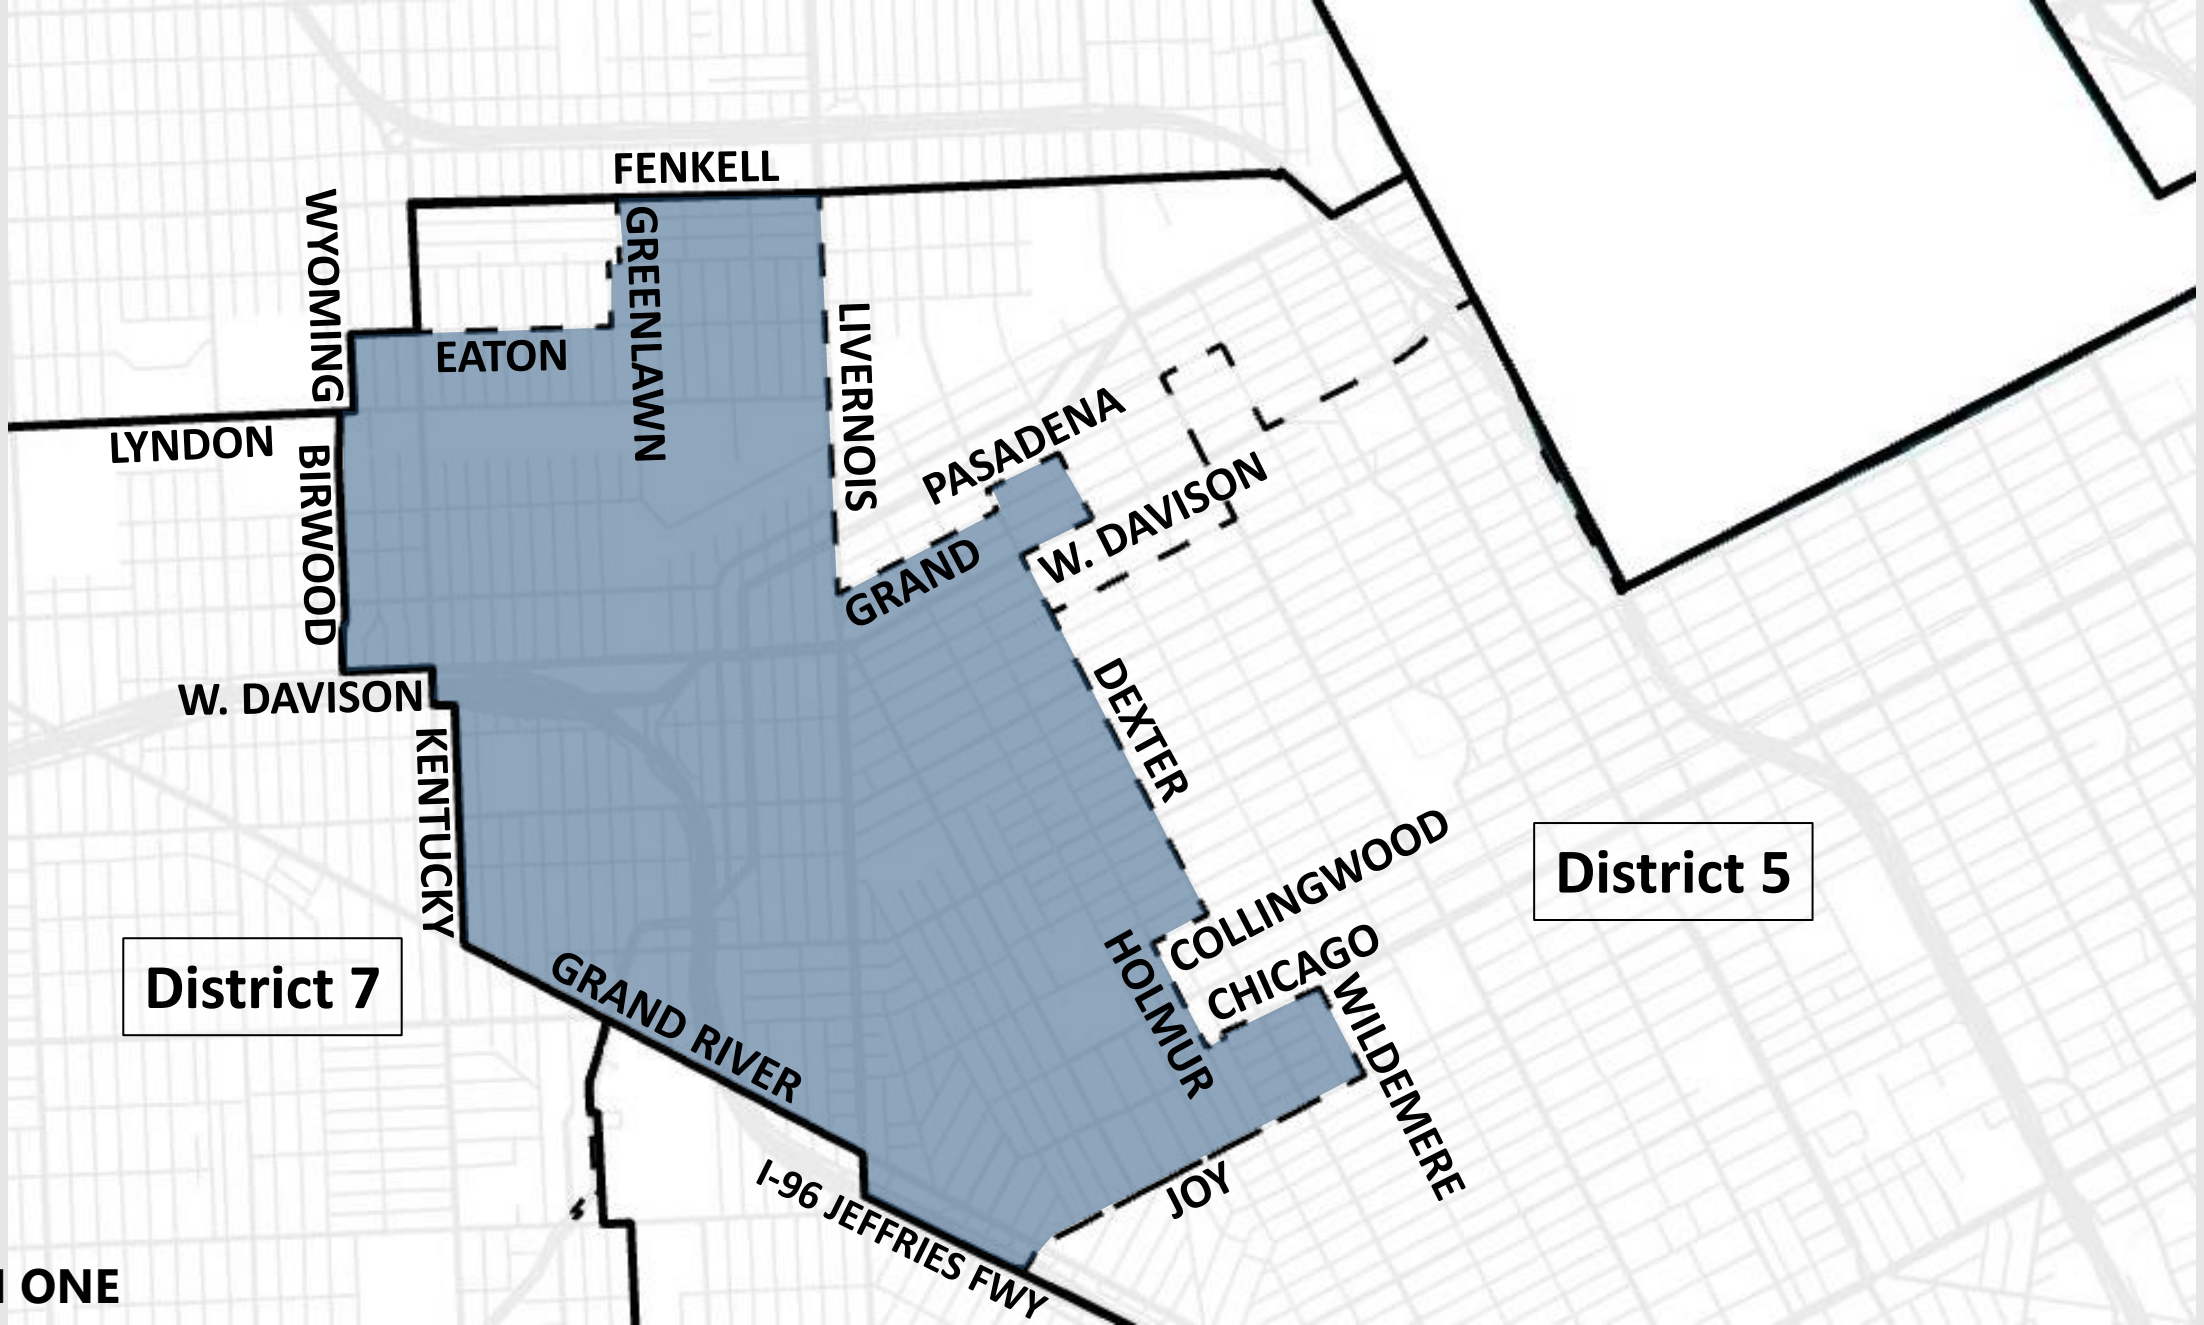 FENKELL
WYOMING
GREENLAWN
LIVERNOIS
EATON
PASADENA
LYNDON
BIRWOOD
W. DAVISON
GRAND
W. DAVISON
DEXTER
KENTUCKY
COLLINGWOOD
District 5
CHICAGO
HOLMUR
District 7
GRAND RIVER
WILDEMERE
JOY
I-96 JEFFRIES FWY
ONE